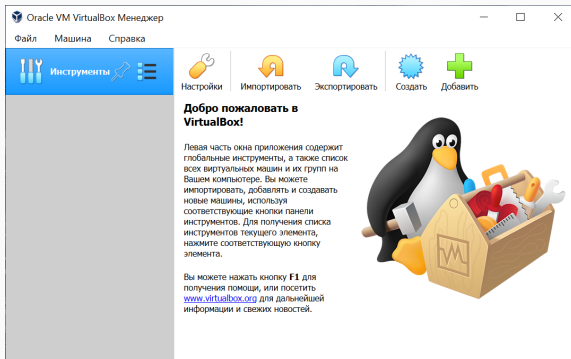 Oracle VM VirtualBox Менеджер
Файл Машина Справка
Инструменты
Настройки Импортировать Экспортировать Создать Добавить
Добро пожаловать в
VirtualBox!
Левая часть окна приложения содержит
глобальные инструменты, а также список
всех виртуальных машин и их групп на
Вашем компьютере. Вы можете
импортировать, добавлять и создавать
новые машины, используя
соответствующие кнопки панели
инструментов. Для получения списка
инструментов текущего элемента,
нажмите соответствующую кнопку
элемента.
Вы можете нажать кнопку F1 для
получения помощи, или посетить
www.virtualbox.org для дальнейшей
информации и свежих новостей.